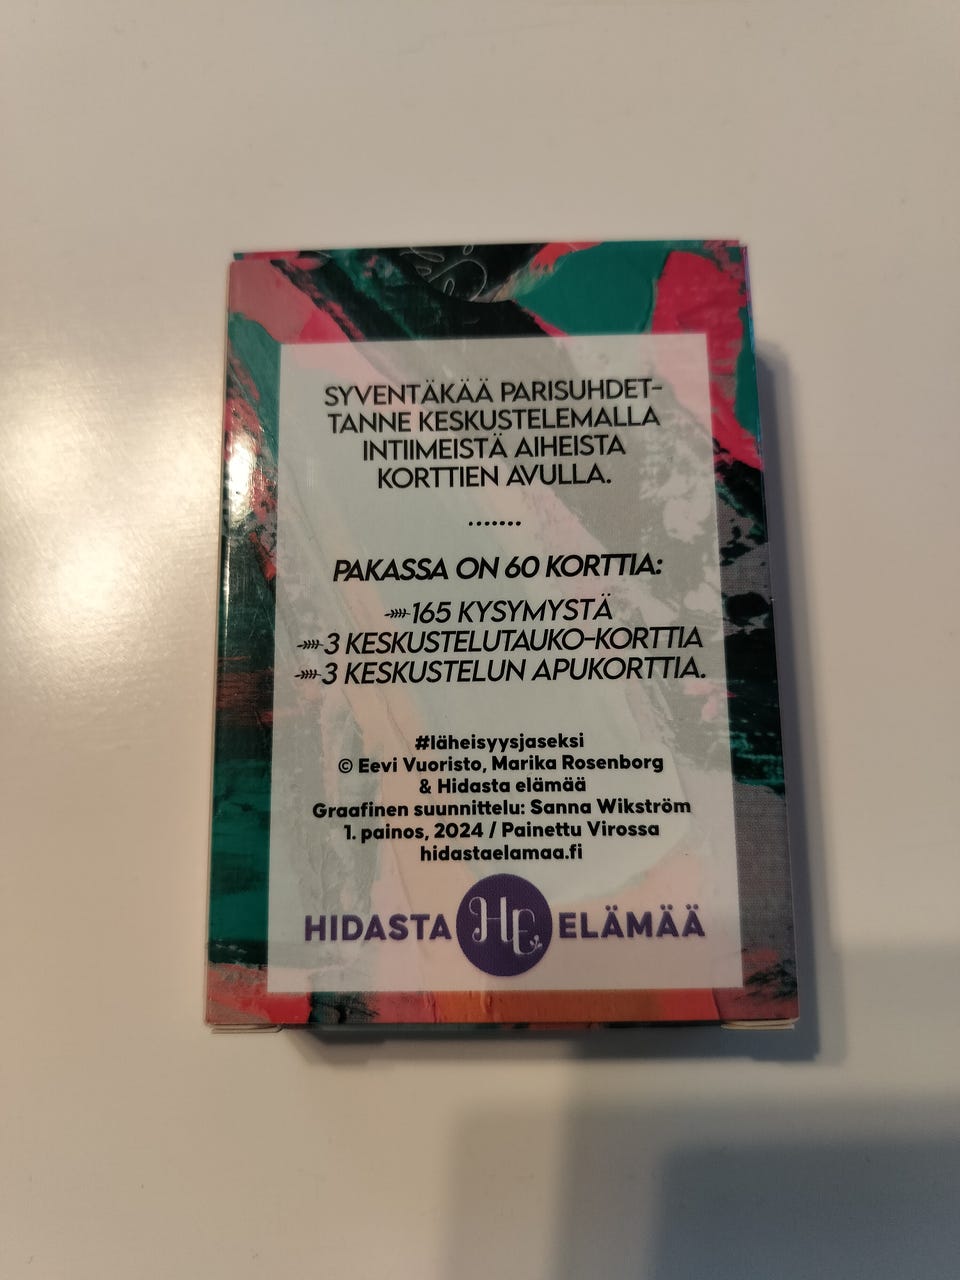 SYVENTÄKÄÄ PARISUHDET-
TANNE KESKUSTELEMALLA
INTIIMEISTÄ AIHEISTA
KORTTIEN AVULLA.
.......
PAKASSA ON 60 KORTTIA:
165 KYSYMYSTÄ
3 KESKUSTELUTAUKO-KORTTIA
3 KESKUSTELUN APUKORTTIA.
#läheisyysjaseksi
© Eevi Vuoristo, Marika Rosenborg
& Hidasta elämää
Graafinen suunnittelu: Sanna Wikström
1. painos, 2024 / Painettu Virossa
hidastaelamaa.fi
HIDASTA HE ELÄMÄÄ